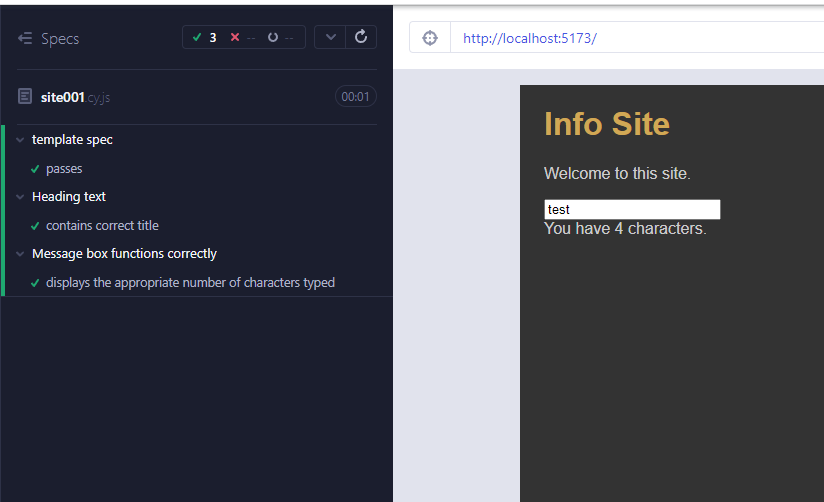 Specs
3 -- --
site001.cy.js
00:01
template spec
passes
Heading text
contains correct title
Message box functions correctly
displays the appropriate number of characters typed
http://localhost:5173/
Info Site
Welcome to this site.
test
You have 4 characters.